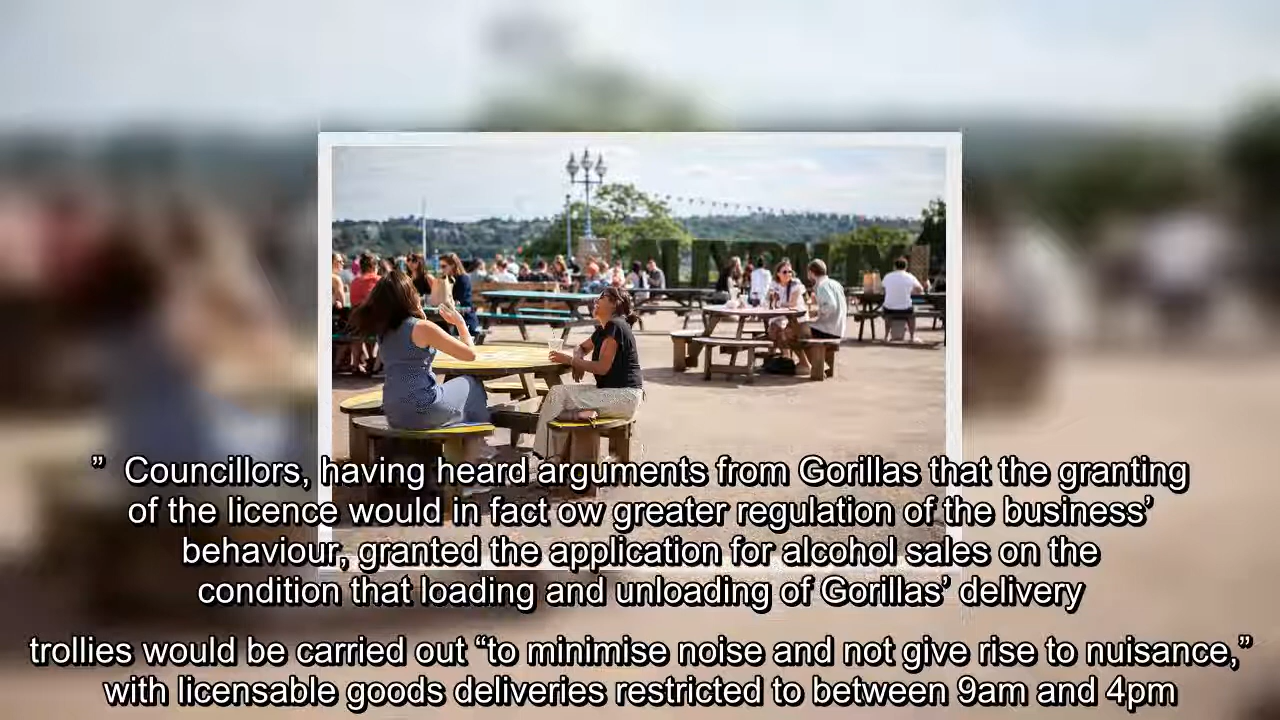 ” Councillors, having heard arguments from Gorillas that the granting
of the licence would in fact ow greater regulation of the business’
behaviour, granted the application for alcohol sales on the
condition that loading and unloading of Gorillas’ delivery
trollies would be carried out “to minimise noise and not give rise to nuisance,”
with licensable goods deliveries restricted to between 9am and 4pm